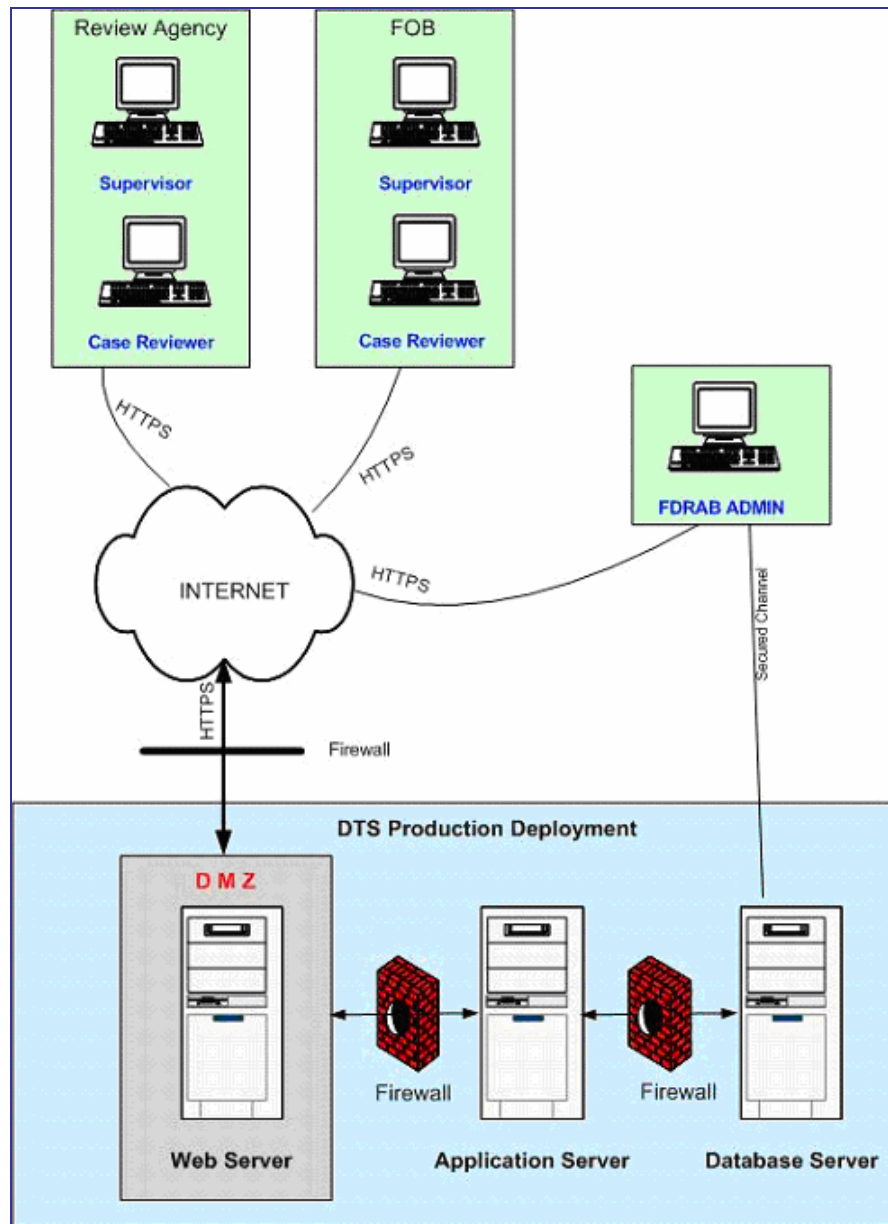 Review Agency
FOB
Supervisor
Supervisor
Case Reviewer
Case Reviewer
HTTPS
HTTPS
FDRAB ADMIN
HTTPS
INTERNET
Secured Channel
HTTPS
Firewall
DTS Production Deployment
D M Z
Firewall
Firewall
Web Server
Application Server
Database Server